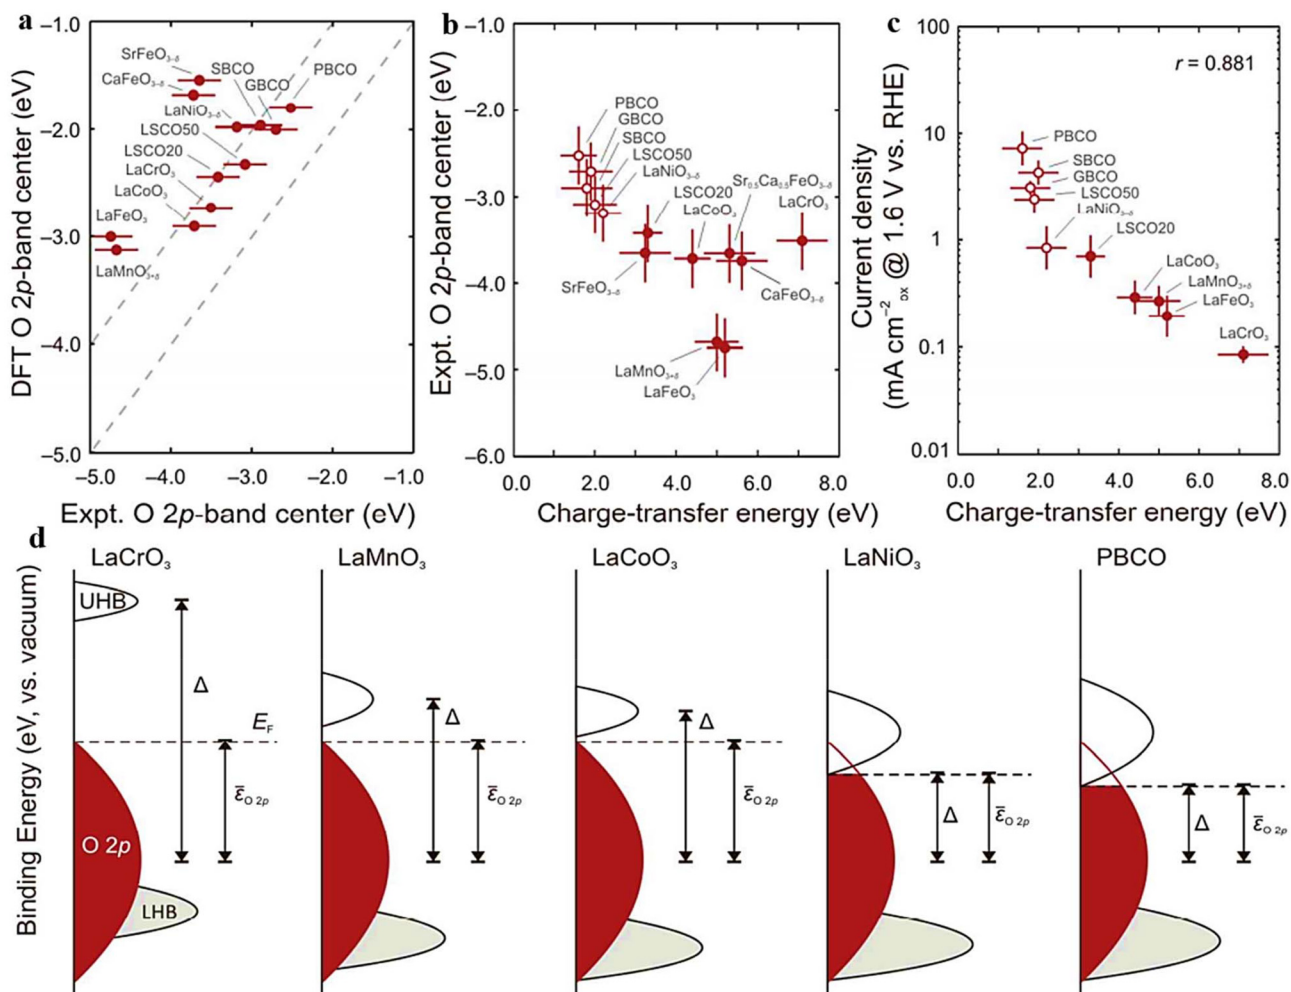 a
DFT O 2p-band center (eV)
−1.0
−2.0
−3.0
−4.0
−5.0
−5.0 −4.0 −3.0 −2.0 −1.0
Expt. O 2p-band center (eV)
SrFeO₃₋δ
CaFeO₃₋δ
SBCO
GBCO
PBCO
LaNiO₃₋δ
LSCO50
LSCO20
LaCrO₃
LaCoO₃
LaFeO₃
LaMnO₃₊δ
b
Expt. O 2p-band center (eV)
−1.0
−2.0
−3.0
−4.0
−5.0
−6.0
0.0 2.0 4.0 6.0 8.0
Charge-transfer energy (eV)
PBCO
GBCO
SBCO
LSCO50
LaNiO₃₋δ
LSCO20
LaCoO₃
Sr₀.₅Ca₀.₅FeO₃₋δ
LaCrO₃
SrFeO₃₋δ
CaFeO₃₋δ
LaMnO₃₊δ
LaFeO₃
c
Current density
(mA cm⁻²ox @ 1.6 V vs. RHE)
100
10
1
0.1
0.01
0.0 2.0 4.0 6.0 8.0
Charge-transfer energy (eV)
r = 0.881
PBCO
SBCO
GBCO
LSCO50
LaNiO₃₋δ
LSCO20
LaCoO₃
LaMnO₃₊δ
LaFeO₃
LaCrO₃
d
Binding Energy (eV, vs. vacuum)
LaCrO₃
UHB
Δ
E_F
ε̄O 2p
O 2p
LHB
LaMnO₃
Δ
ε̄O 2p
LaCoO₃
Δ
ε̄O 2p
LaNiO₃
Δ
ε̄O 2p
PBCO
Δ
ε̄O 2p